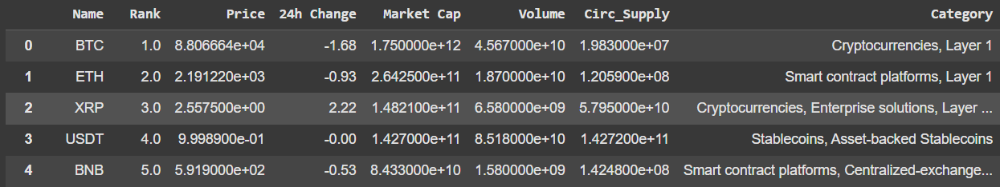 Name Rank Price 24h Change Market Cap Volume Circ_Supply Category
0 BTC 1.0 8.806664e+04 -1.68 1.750000e+12 4.567000e+10 1.983000e+07 Cryptocurrencies, Layer 1
1 ETH 2.0 2.191220e+03 -0.93 2.642500e+11 1.870000e+10 1.205900e+08 Smart contract platforms, Layer 1
2 XRP 3.0 2.557500e+00 2.22 1.482100e+11 6.580000e+09 5.795000e+10 Cryptocurrencies, Enterprise solutions, Layer ...
3 USDT 4.0 9.998900e-01 -0.00 1.427000e+11 8.518000e+10 1.427200e+11 Stablecoins, Asset-backed Stablecoins
4 BNB 5.0 5.919000e+02 -0.53 8.433000e+10 1.580000e+09 1.424800e+08 Smart contract platforms, Centralized-exchange...